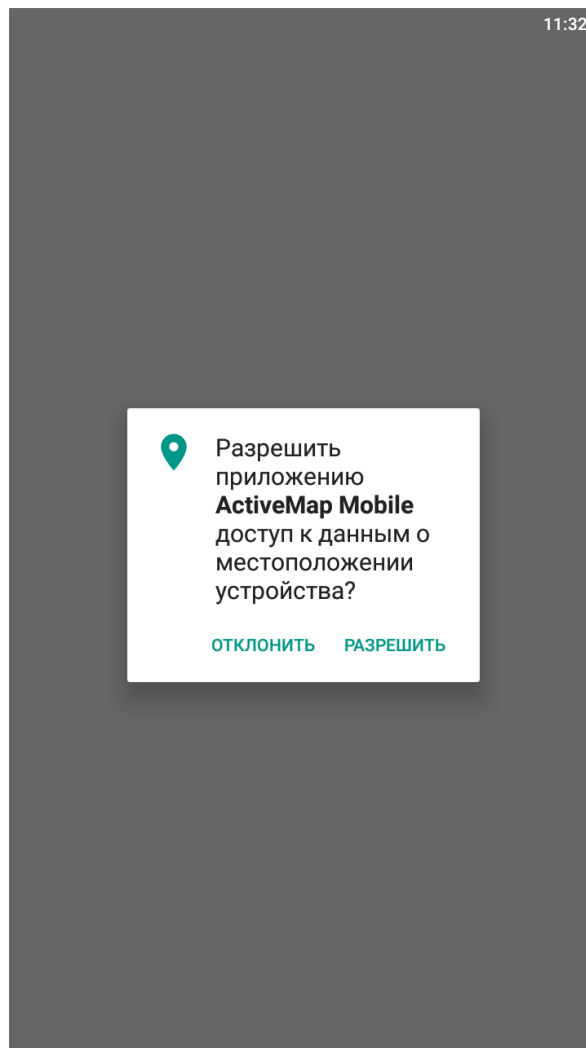 11:32
Разрешить
приложению
ActiveMap Mobile
доступ к данным о
местоположении
устройства?
ОТКЛОНИТЬ РАЗРЕШИТЬ